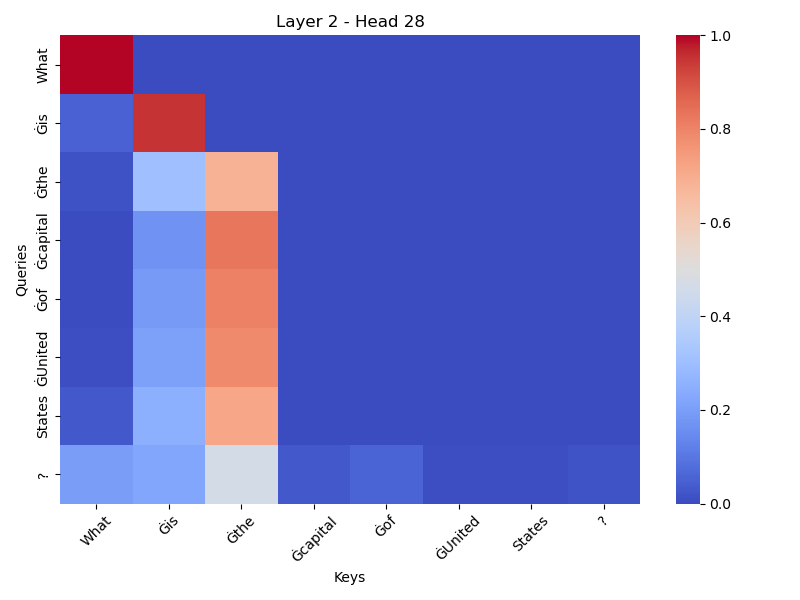 Layer 2 - Head 28
Queries
What
Ġis
Ġthe
Ġcapital
Ġof
ĠUnited
States
?
What
Ġis
Ġthe
Ġcapital
Ġof
ĠUnited
States
?
Keys
1.0
0.8
0.6
0.4
0.2
0.0